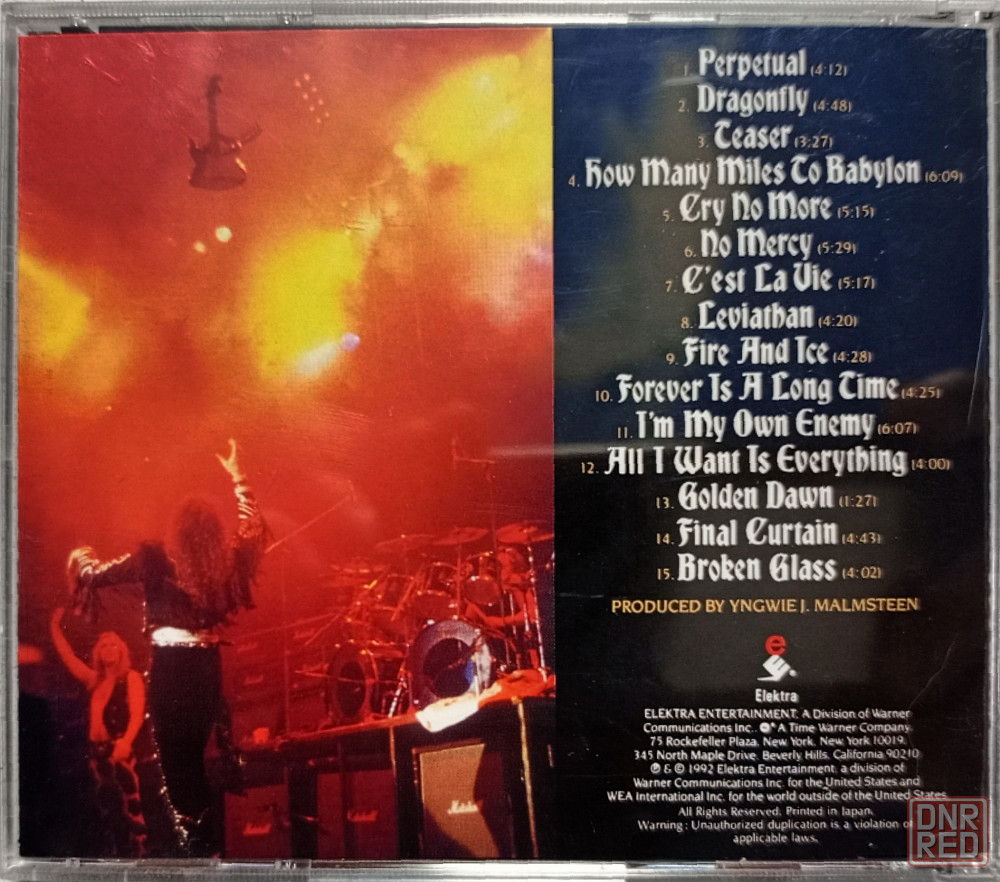 1. Perpetual (4:12)
2. Dragonfly (4:48)
3. Teaser (3:27)
4. How Many Miles To Babylon (6:09)
5. Cry No More (5:15)
6. No Mercy (5:29)
7. C'est La Vie (5:17)
8. Leviathan (4:20)
9. Fire And Ice (4:28)
10. Forever Is A Long Time (4:25)
11. I'm My Own Enemy (6:07)
12. All I Want Is Everything (4:00)
13. Golden Dawn (1:27)
14. Final Curtain (4:43)
15. Broken Glass (4:02)
PRODUCED BY YNGWIE J. MALMSTEEN
e
Elektra
ELEKTRA ENTERTAINMENT, A Division of Warner
Communications Inc., * A Time Warner Company.
75 Rockefeller Plaza, New York, New York 10019.
345 North Maple Drive, Beverly Hills, California 90210
℗ & © 1992 Elektra Entertainment, a division of
Warner Communications Inc. for the United States and
WEA International Inc. for the world outside of the United States.
All Rights Reserved. Printed in Japan.
Warning: Unauthorized duplication is a violation of
applicable laws.
Marshall
Marshall
Marshall
DNR
RED